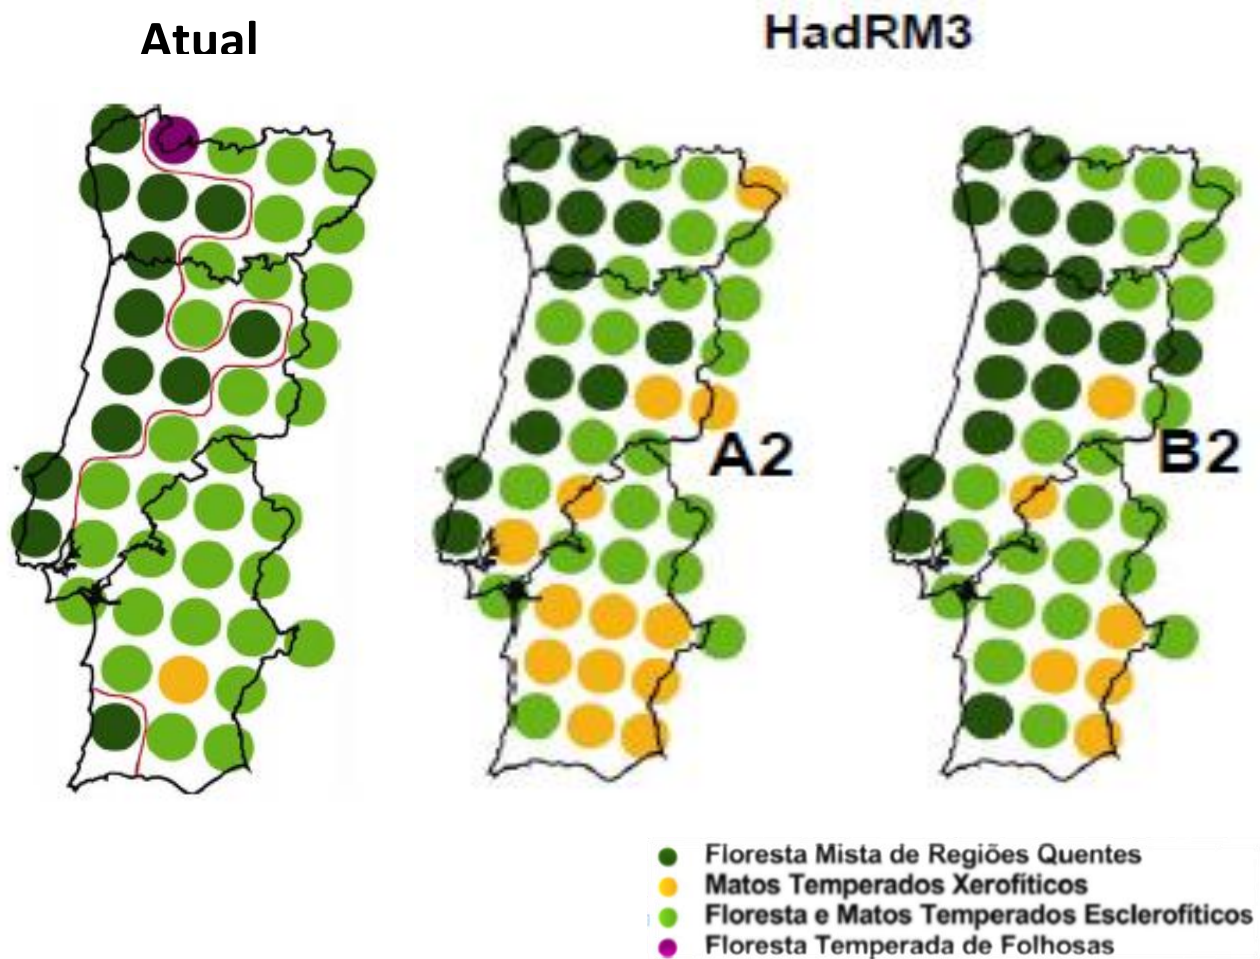 Atual
HadRM3
A2
B2
Floresta Mista de Regiões Quentes
Matos Temperados Xerofíticos
Floresta e Matos Temperados Esclerofíticos
Floresta Temperada de Folhosas